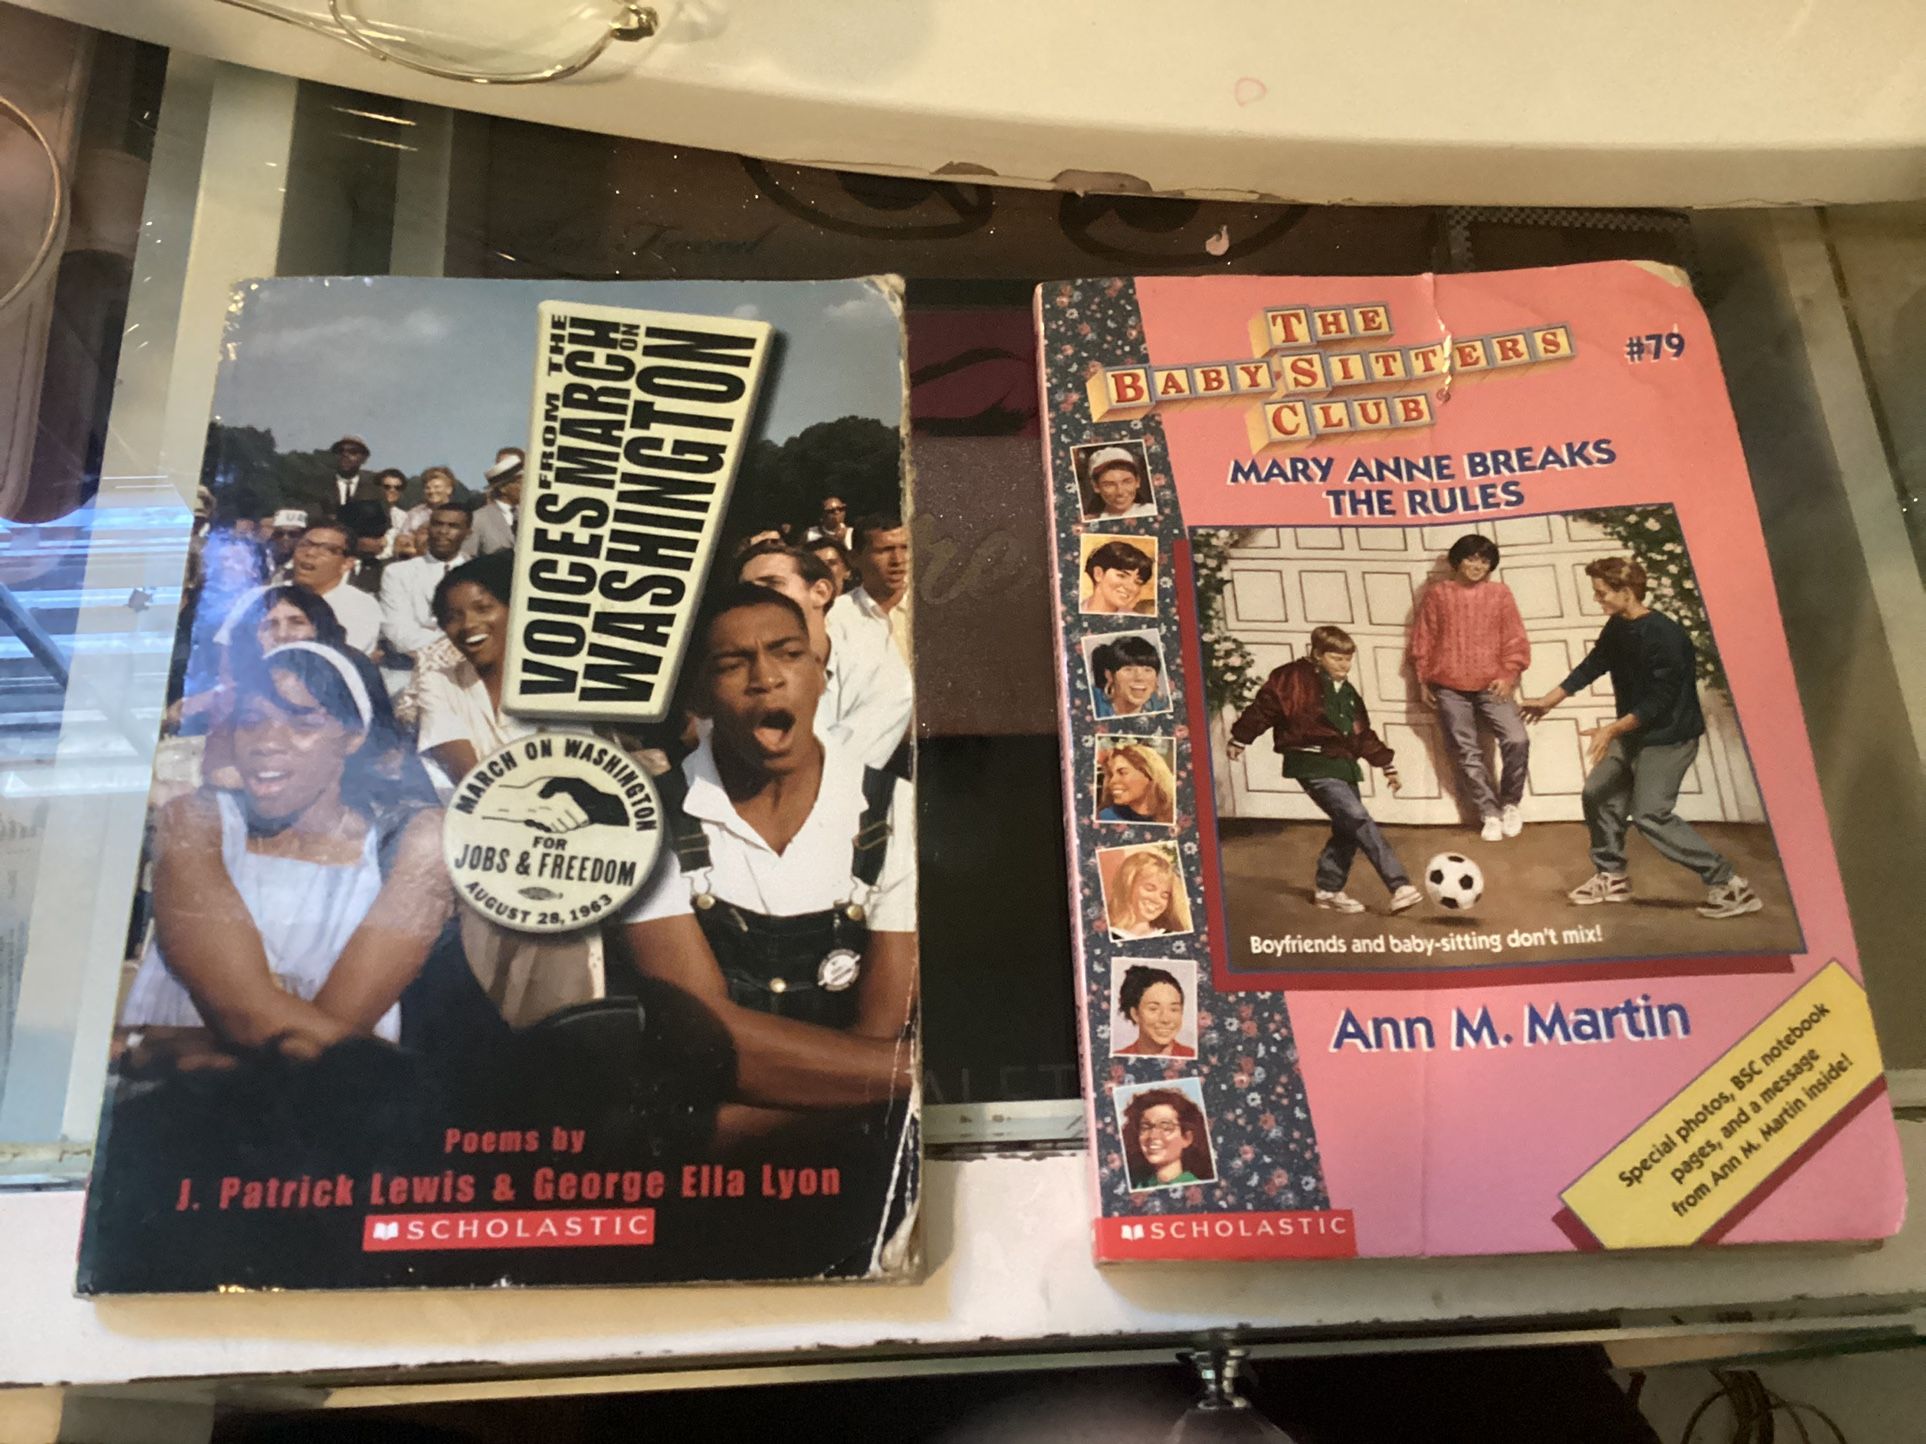 VOICES FROM THE
MARCH ON
WASHINGTON
MARCH ON WASHINGTON
FOR
JOBS & FREEDOM
AUGUST 28, 1963
Poems by
J. Patrick Lewis & George Ella Lyon
SCHOLASTIC
THE
BABY-SITTERS
CLUB
#79
MARY ANNE BREAKS
THE RULES
Boyfriends and baby-sitting don't mix!
Ann M. Martin
Special photos, BSC notebook
pages, and a message
from Ann M. Martin inside!
SCHOLASTIC